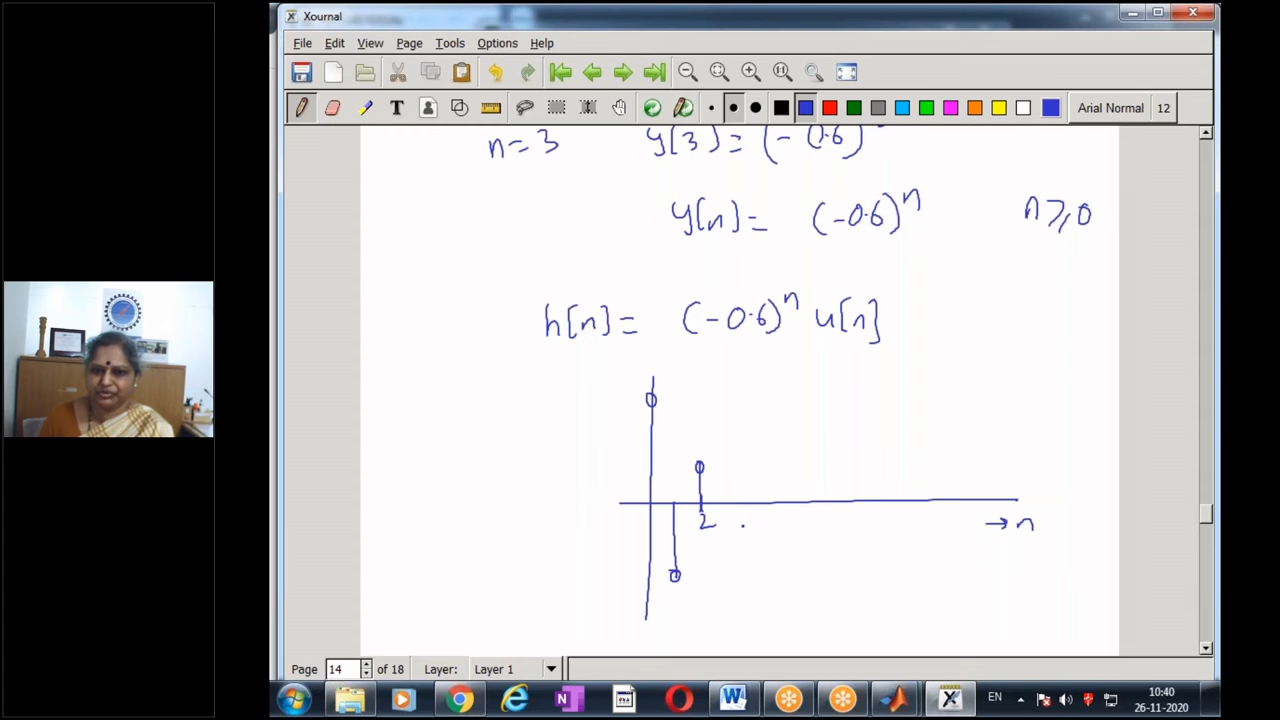 Xournal
File Edit View Page Tools Options Help
Arial Normal 12
n=3 y[3]=(-0.6)
y[n]= (-0.6)^n n≥0
h[n]= (-0.6)^n u[n]
2
→n
Page 14 of 18 Layer: Layer 1
EN 10:40
26-11-2020